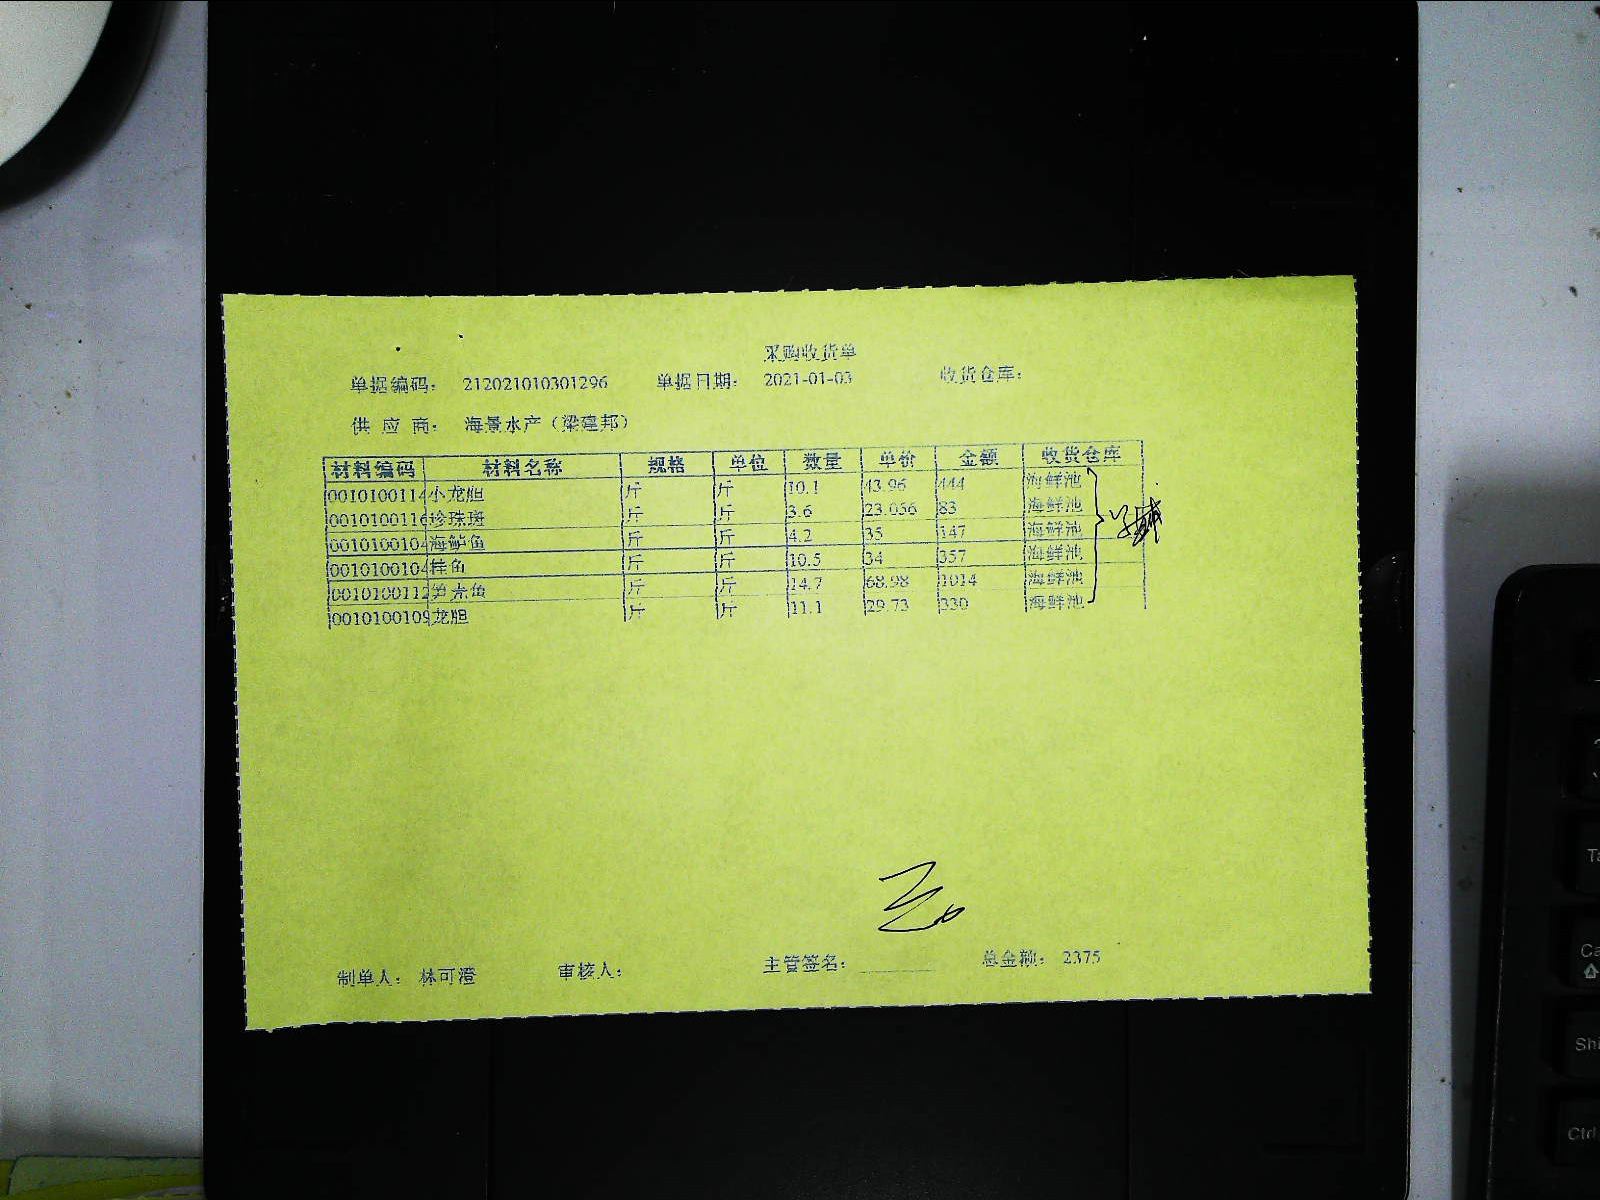 采购收货单
单据编码： 212021010301296 单据日期： 2021-01-03 收货仓库：
供 应 商： 海景水产（梁建邦）
材料编码 材料名称 规格 单位 数量 单价 金额 收货仓库
0010100114 小龙胆 斤 斤 10.1 43.96 444 海鲜池
0010100116 珍珠斑 斤 斤 3.6 23.056 83 海鲜池
0010100104 海鲈鱼 斤 斤 4.2 35 147 海鲜池
0010100104 桂鱼 斤 斤 10.5 34 357 海鲜池
0010100112 笋壳鱼 斤 斤 14.7 68.98 1014 海鲜池
0010100109 龙胆 斤 斤 11.1 29.73 330 海鲜池
制单人： 林可澄 审核人： 主管签名： 总金额： 2375
Shi
Ctrl